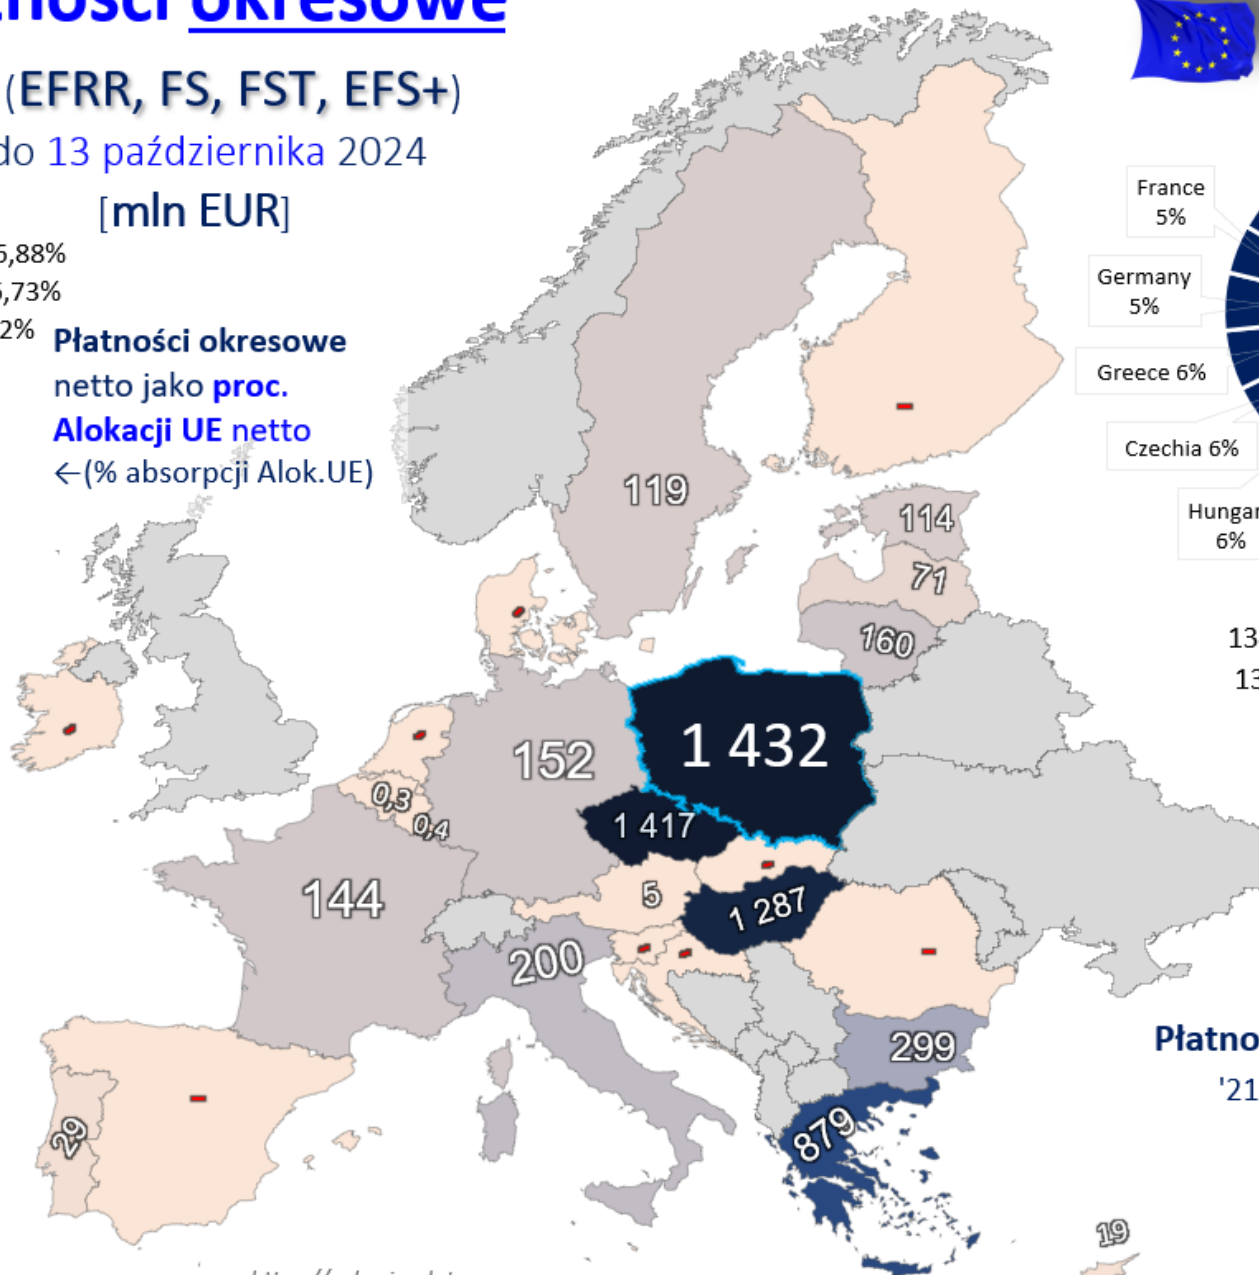 okresowe
(EFRR, FS, FST, EFS+)
do 13 października 2024
[mln EUR]
Płatności okresowe
netto jako proc.
Alokacji UE netto
←(% absorpcji Alok.UE)
France
5%
Germany
5%
Greece 6%
Czechia 6%
6%
119
114
71
160
1 432
152
0,3
0,4
1 417
144
5
1 287
200
299
29
879
19
'21